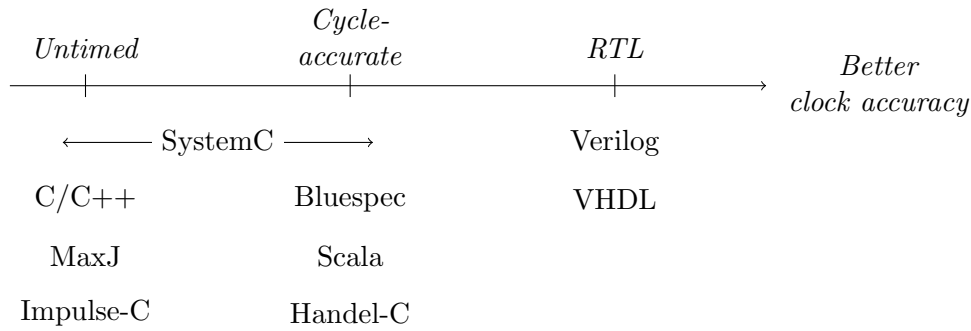 Untimed
Cycle-
accurate
RTL
Better
clock accuracy
SystemC
Verilog
C/C++
Bluespec
VHDL
MaxJ
Scala
Impulse-C
Handel-C